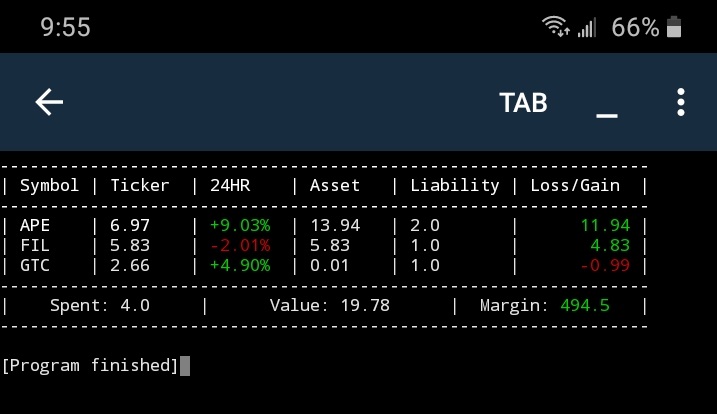 9:55 66%
TAB _
---------------------------------------------------------------
| Symbol | Ticker | 24HR | Asset | Liability | Loss/Gain |
---------------------------------------------------------------
| APE | 6.97 | +9.03% | 13.94 | 2.0 | 11.94 |
| FIL | 5.83 | -2.01% | 5.83 | 1.0 | 4.83 |
| GTC | 2.66 | +4.90% | 0.01 | 1.0 | -0.99 |
---------------------------------------------------------------
| Spent: 4.0 | Value: 19.78 | Margin: 494.5 |
---------------------------------------------------------------
[Program finished]